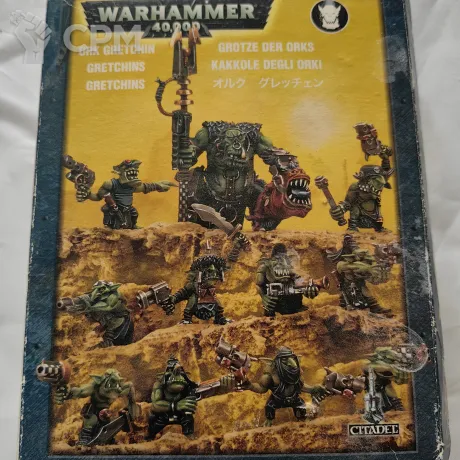 CPM
WARHAMMER
40,000
ORK GRETCHIN
GRETCHINS
GRETCHINS
GROTZE DER ORKS
KAKKOLE DEGLI ORKI
オルク グレッチェン
CITADEL